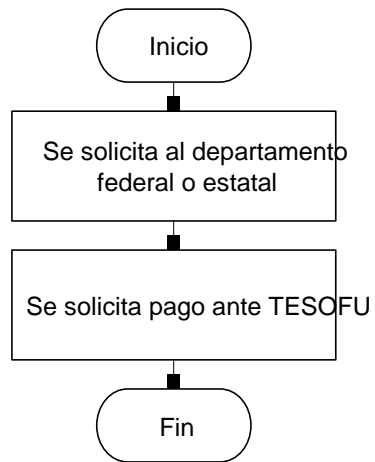 Inicio
Se solicita al departamento
federal o estatal
Se solicita pago ante TESOFU
Fin